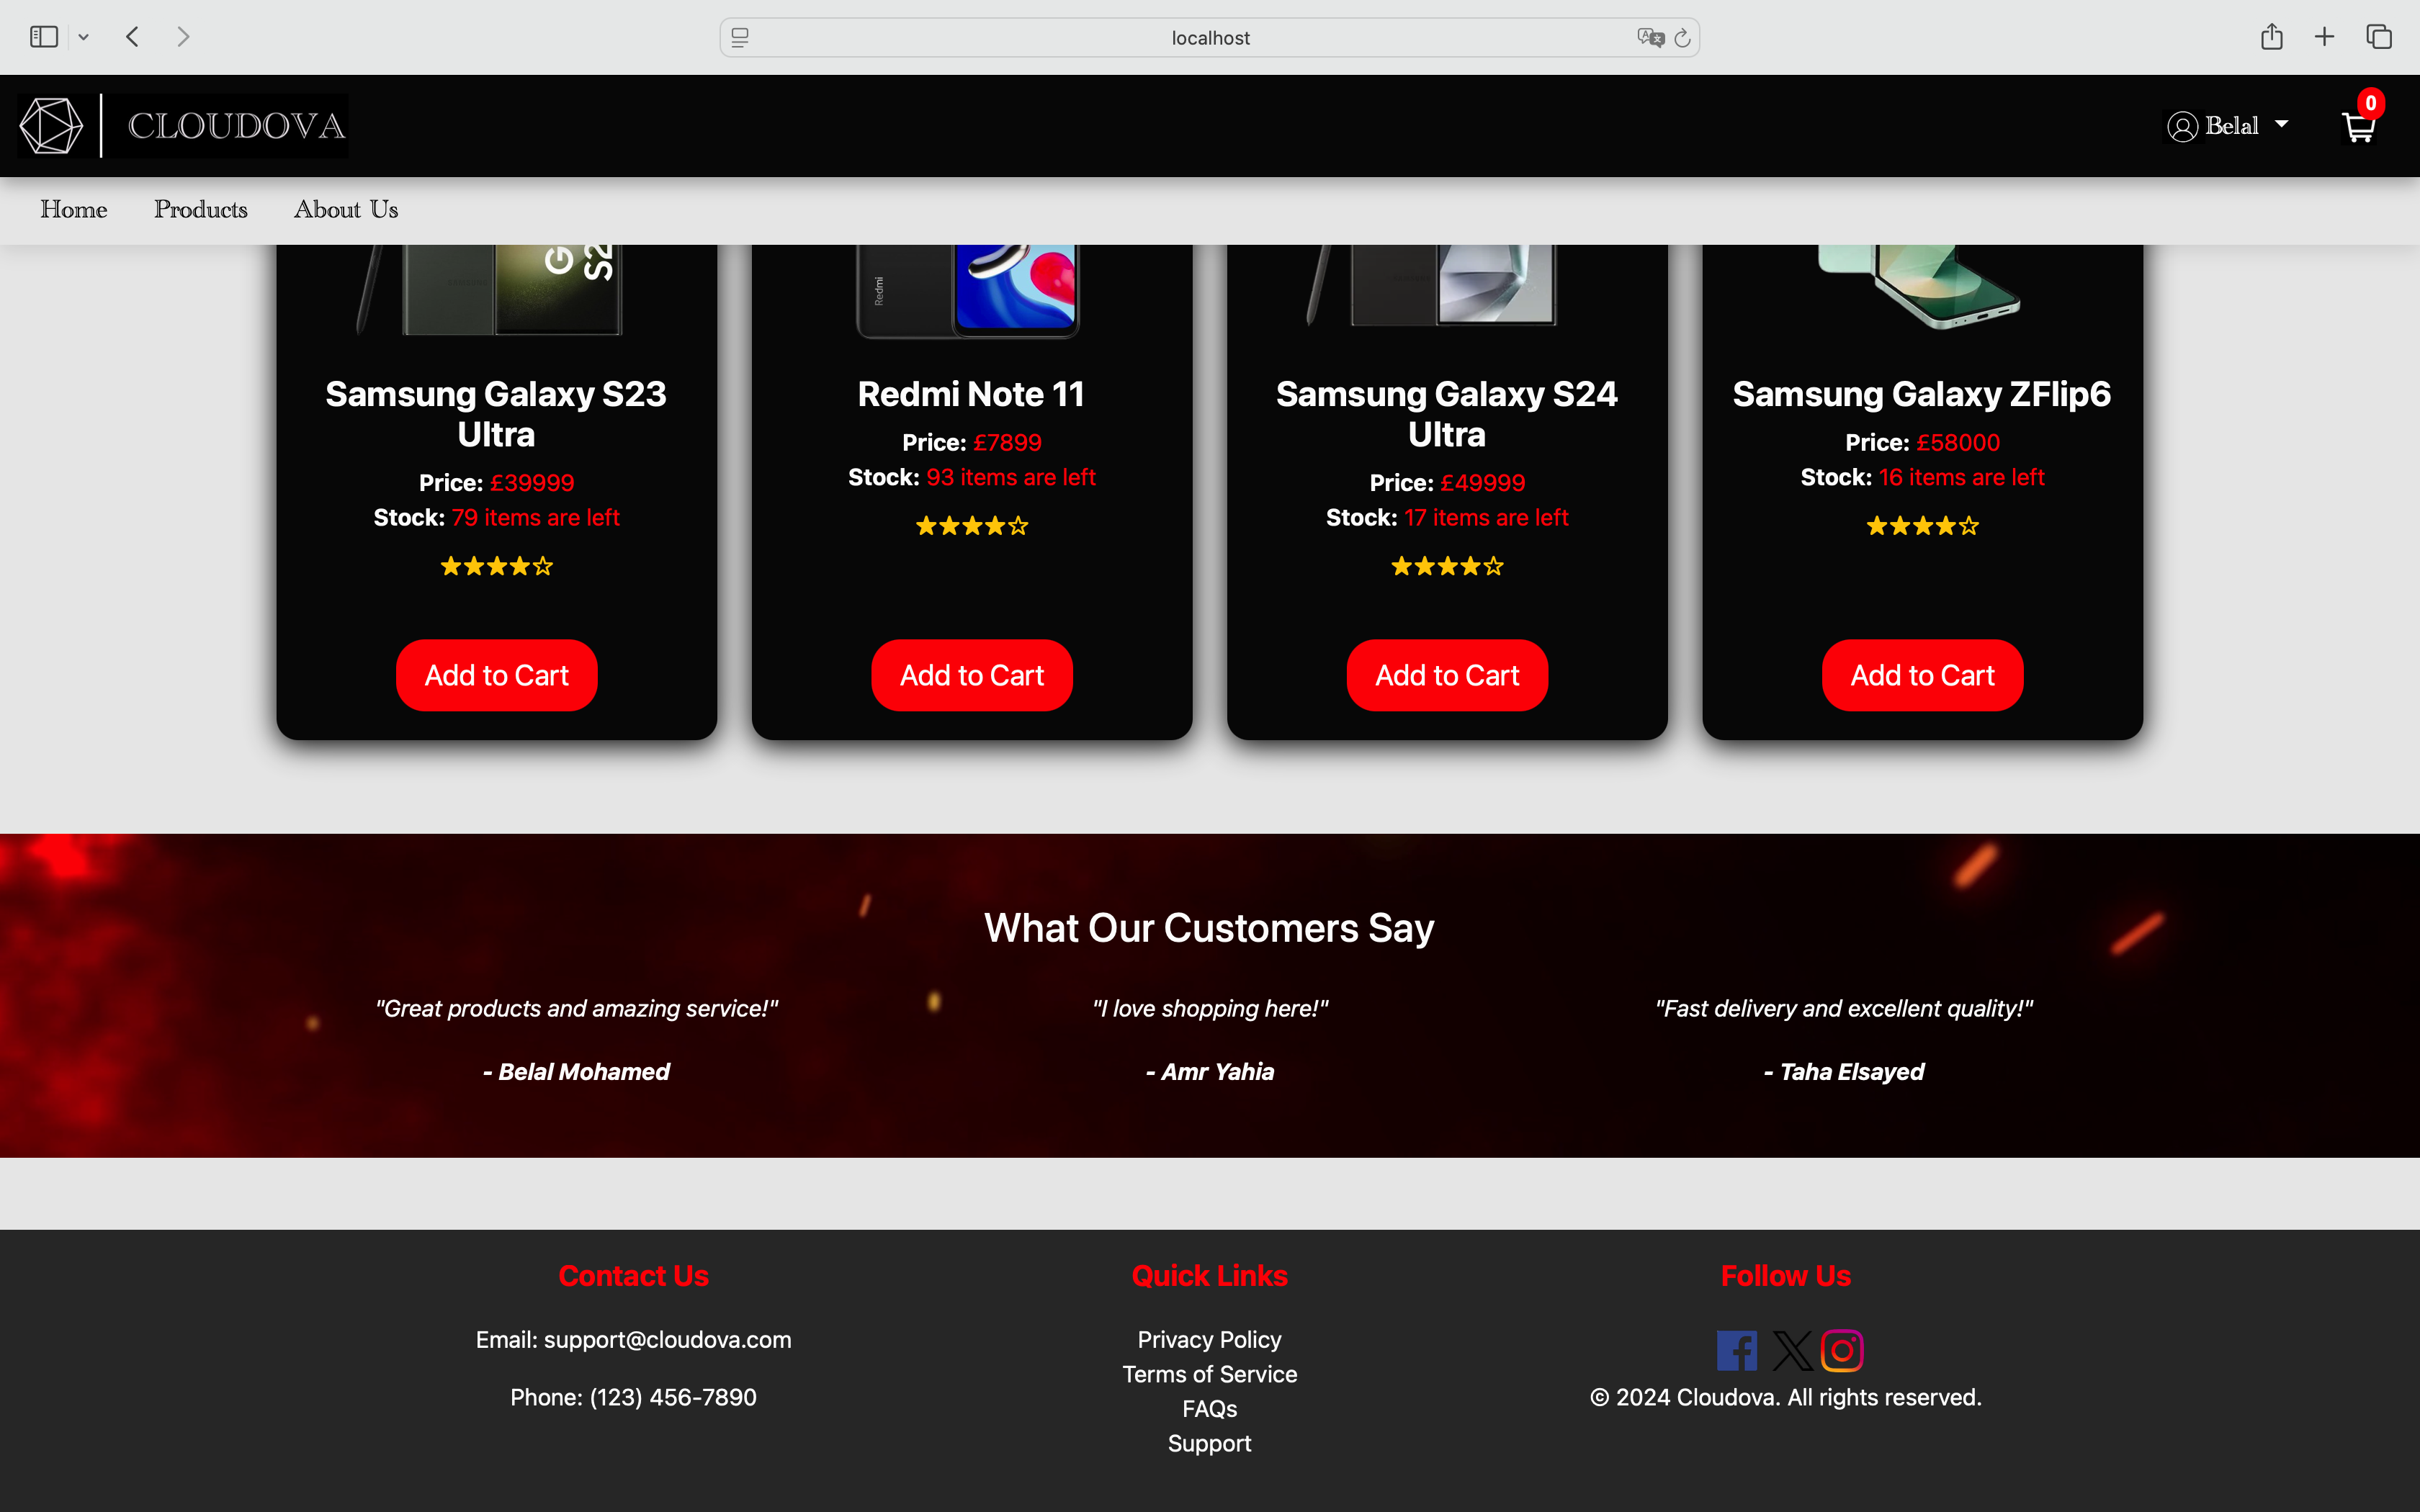 localhost
CLOUDOVA
Belal
0
Home Products About Us
G
S2
Redmi
Samsung Galaxy S23
Ultra
Price: £39999
Stock: 79 items are left
Add to Cart
Redmi Note 11
Price: £7899
Stock: 93 items are left
Add to Cart
Samsung Galaxy S24
Ultra
Price: £49999
Stock: 17 items are left
Add to Cart
Samsung Galaxy ZFlip6
Price: £58000
Stock: 16 items are left
Add to Cart
What Our Customers Say
"Great products and amazing service!"
- Belal Mohamed
"I love shopping here!"
- Amr Yahia
"Fast delivery and excellent quality!"
- Taha Elsayed
Contact Us
Email: support@cloudova.com
Phone: (123) 456-7890
Quick Links
Privacy Policy
Terms of Service
FAQs
Support
Follow Us
© 2024 Cloudova. All rights reserved.